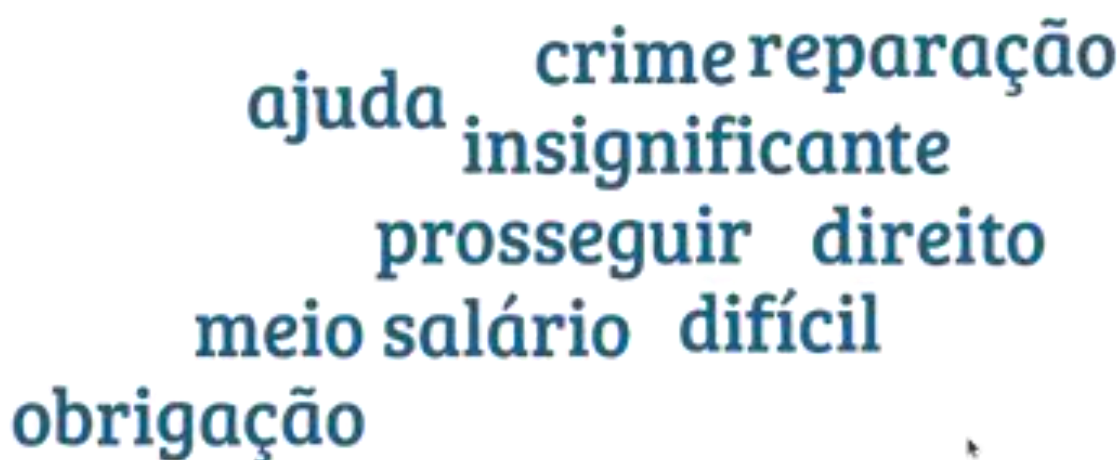 crime reparação
ajuda
insignificante
prosseguir direito
meio salário difícil
obrigação